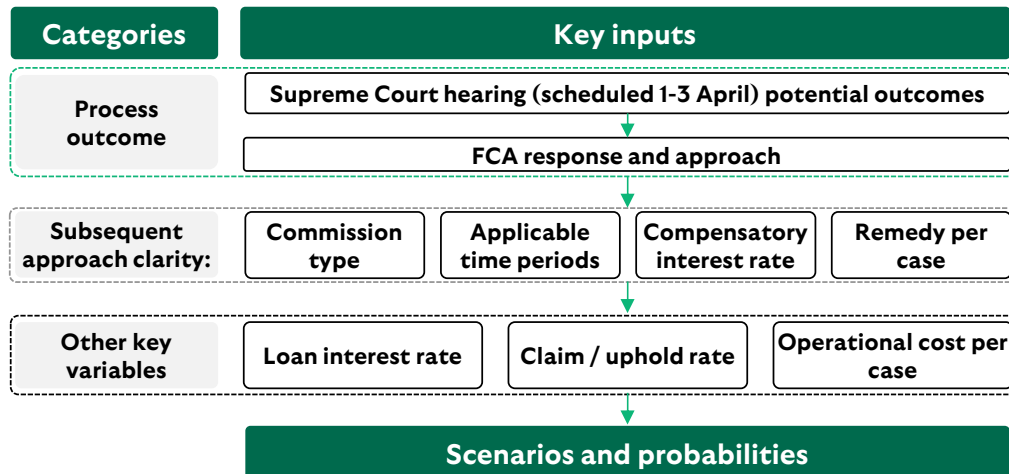 Categories
Key inputs
Process
outcome
Supreme Court hearing (scheduled 1-3 April) potential outcomes
FCA response and approach
Subsequent
approach clarity:
Commission
type
Applicable
time periods
Compensatory
interest rate
Remedy per
case
Other key
variables
Loan interest rate
Claim / uphold rate
Operational cost per
case
Scenarios and probabilities